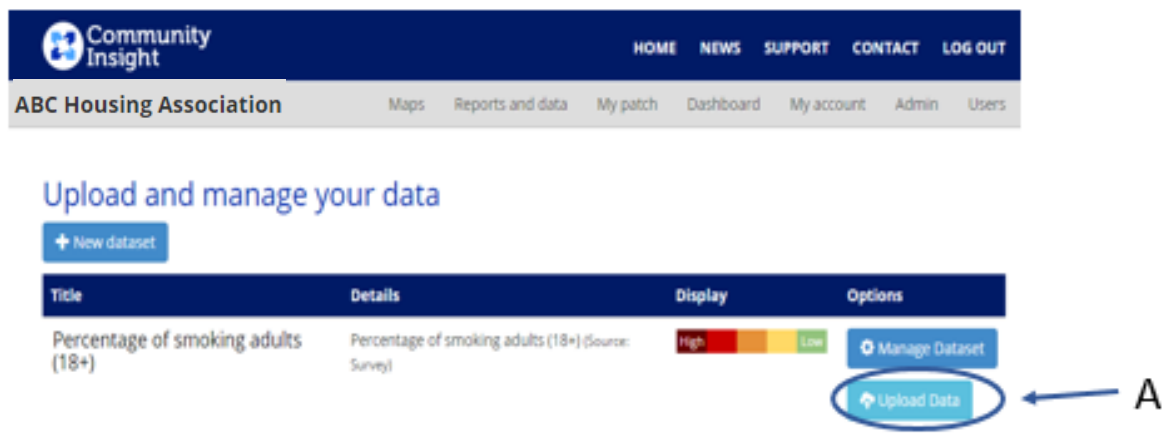 Community
Insight
HOME NEWS SUPPORT CONTACT LOG OUT
ABC Housing Association
Maps Reports and data My patch Dashboard My account Admin Users
Upload and manage your data
New dataset
Title Details Display Options
Percentage of smoking adults
(18+)
Percentage of smoking adults (18+) (Source:
Survey)
High Low
Manage Dataset
Upload Data
A